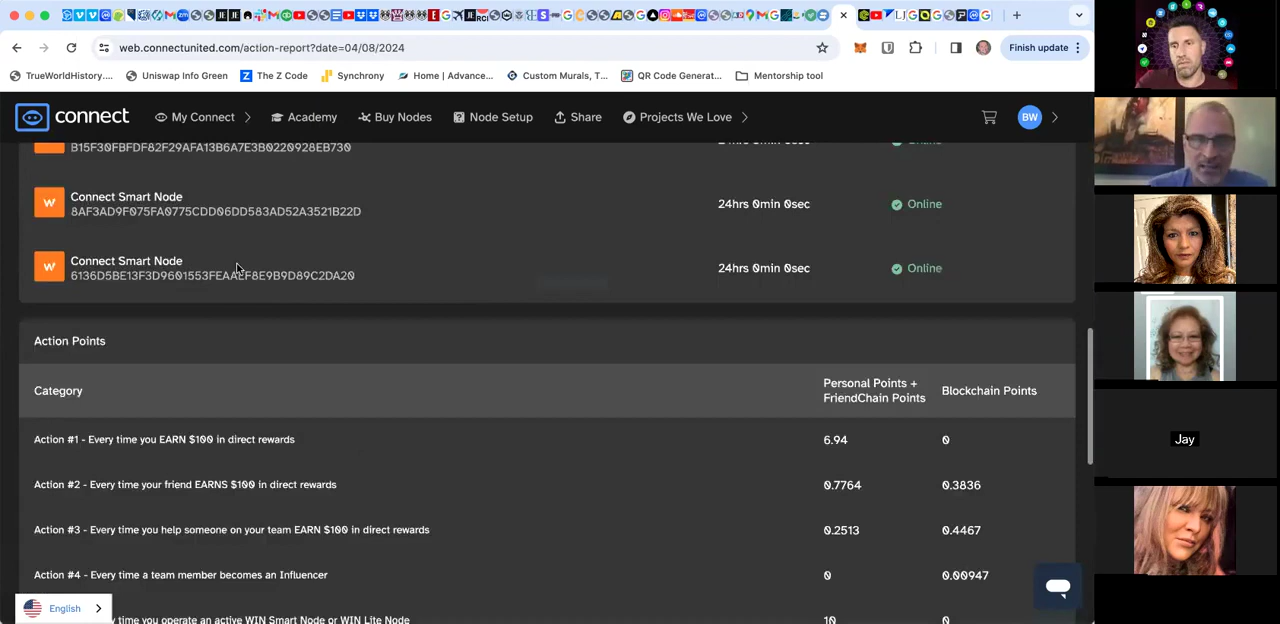 web.connectunited.com/action-report?date=04/08/2024
Finish update
TrueWorldHistory....
Uniswap Info Green
The Z Code
Synchrony
Home | Advance...
Custom Murals, T...
QR Code Generat...
Mentorship tool
connect
My Connect
Academy
Buy Nodes
Node Setup
Share
Projects We Love
BW
B15F30FBFDF82F29AFA13B6A7E3B0220928EB730
Connect Smart Node
24hrs 0min 0sec
Online
8AF3AD9F075FA0775CDD06DD583AD52A3521B22D
Connect Smart Node
24hrs 0min 0sec
Online
6136D5BE13F3D9601553FEAAEF8E9B9D89C2DA20
Action Points
Category
Personal Points + FriendChain Points
Blockchain Points
Action #1 - Every time you EARN $100 in direct rewards
6.94
0
Action #2 - Every time your friend EARNS $100 in direct rewards
0.7764
0.3836
Action #3 - Every time you help someone on your team EARN $100 in direct rewards
0.2513
0.4467
Action #4 - Every time a team member becomes an Influencer
0
0.00947
time you operate an active WIN Smart Node or WIN Lite Node
10
0
English
Jay